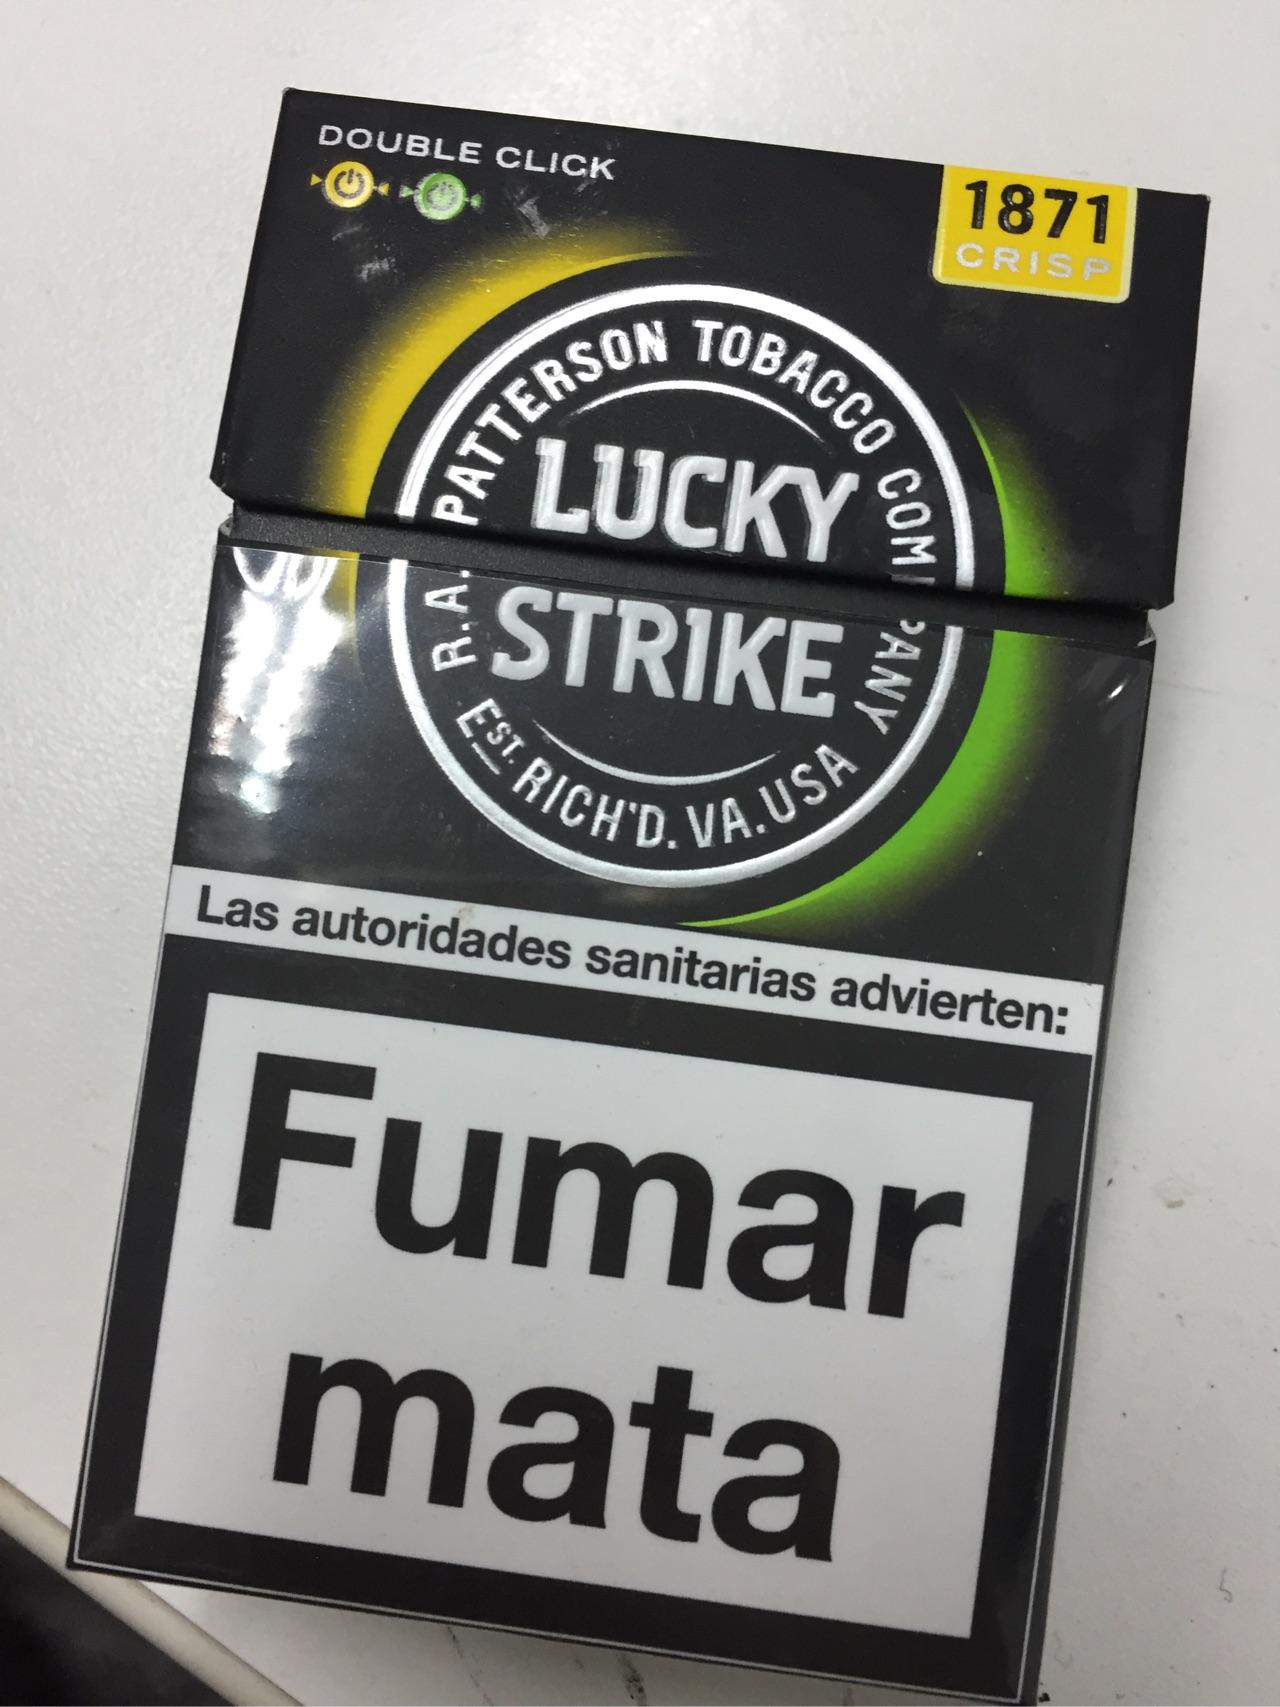 DOUBLE CLICK
1871
CRISP
R.A. PATTERSON TOBACCO COMPANY
LUCKY
STRIKE
EST. RICH'D. VA. USA
Las autoridades sanitarias advierten:
Fumar
mata